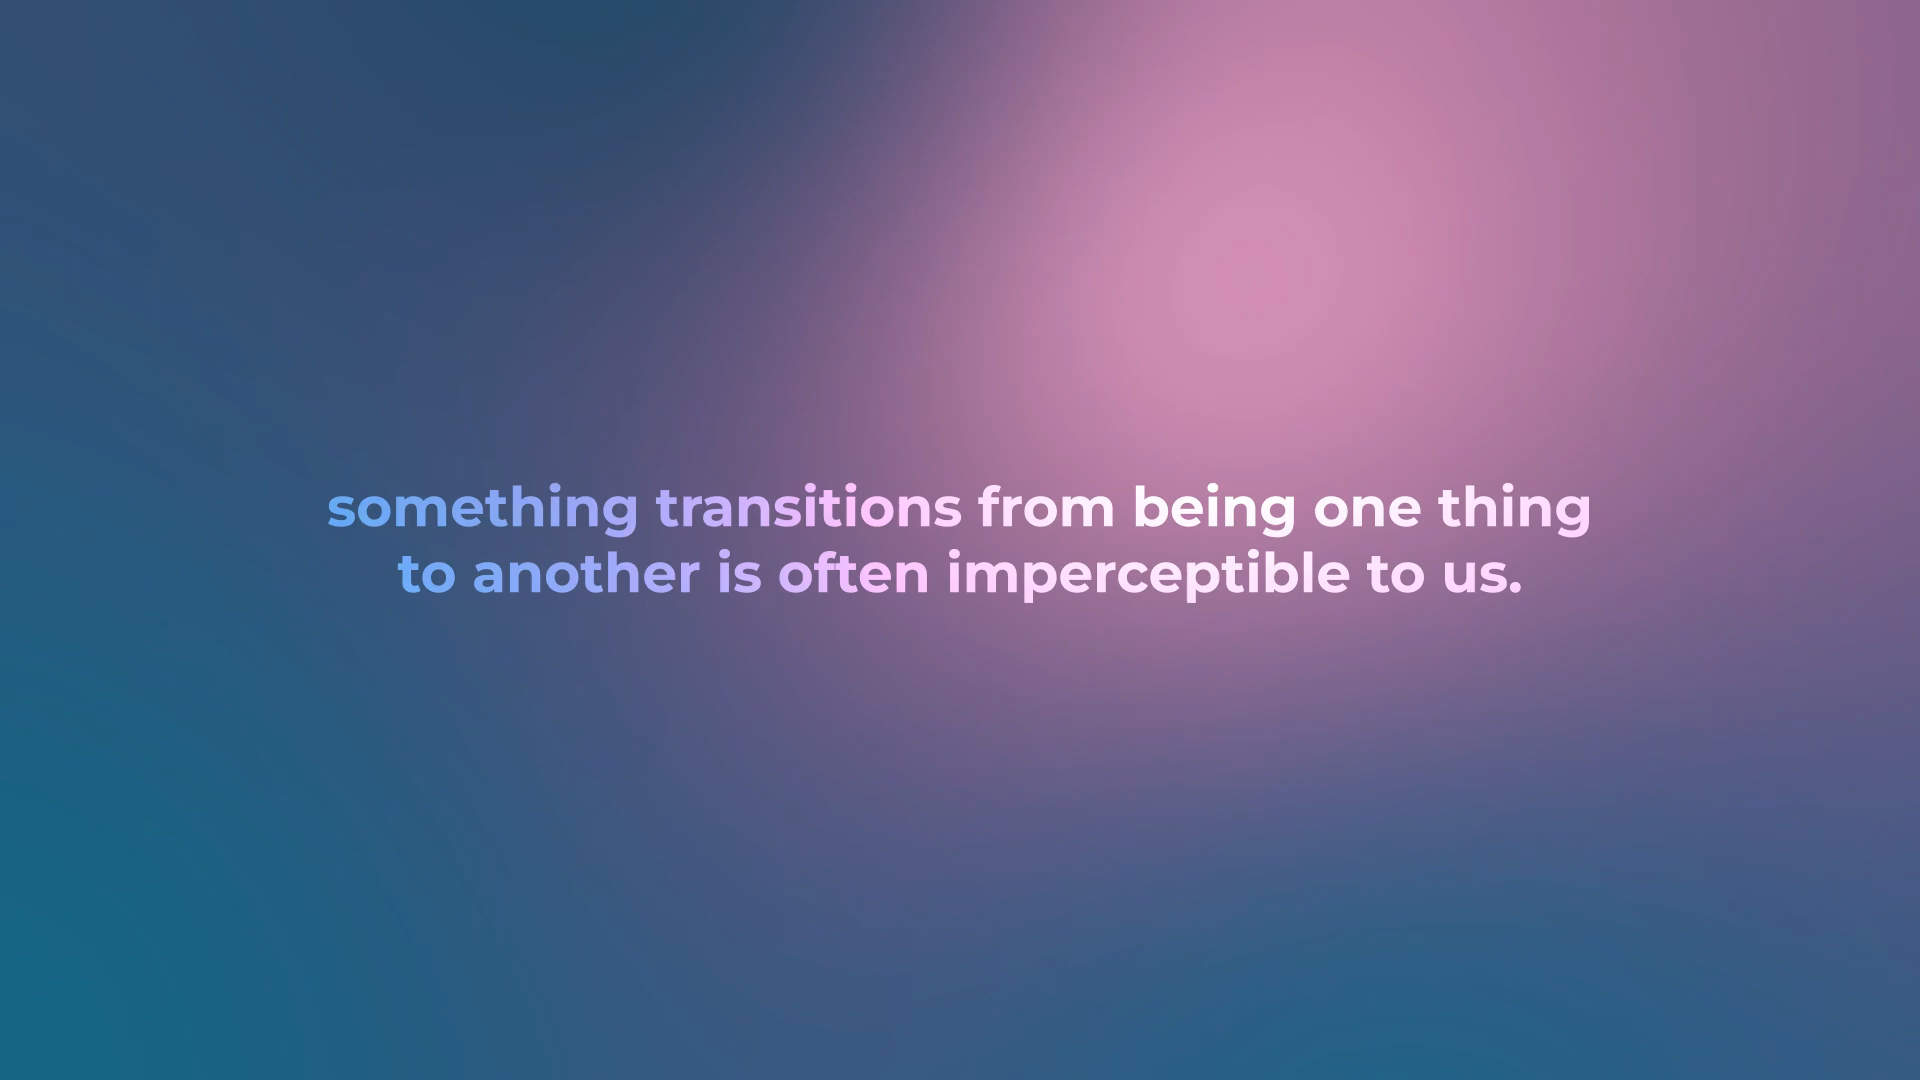 something transitions from being one thing
to another is often imperceptible to us.